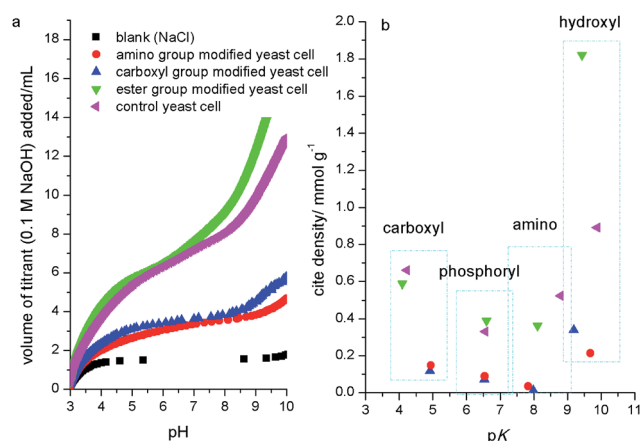 a
b
blank (NaCl)
amino group modified yeast cell
carboxyl group modified yeast cell
ester group modified yeast cell
control yeast cell
volume of titrant (0.1 M NaOH) added/mL
18
16
14
12
10
8
6
4
2
0
3 4 5 6 7 8 9 10
pH
hydroxyl
carboxyl
phosphoryl
amino
cite density/ mmol g-1
2.0
1.8
1.6
1.4
1.2
1.0
0.8
0.6
0.4
0.2
0.0
3 4 5 6 7 8 9 10 11
pK